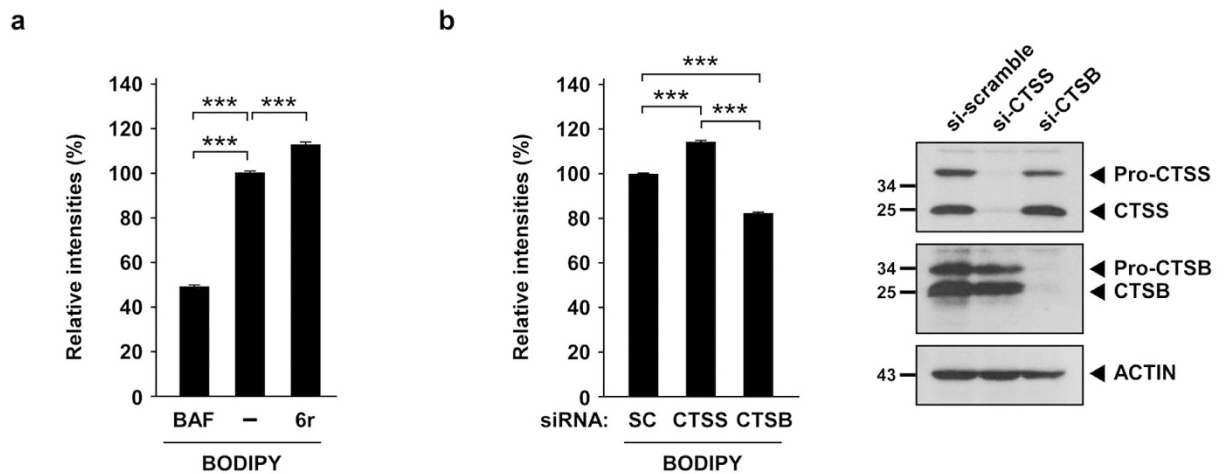 a
Relative intensities (%)
140
120
100
80
60
40
20
0
***
***
***
BAF – 6r
BODIPY
b
Relative intensities (%)
140
120
100
80
60
40
20
0
***
***
***
siRNA: SC CTSS CTSB
BODIPY
si-scramble
si-CTSS
si-CTSB
34
25
Pro-CTSS
CTSS
34
25
Pro-CTSB
CTSB
43
ACTIN